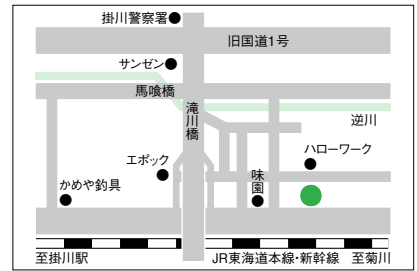 掛川警察署
旧国道1号
サンゼン
馬喰橋
滝川橋
逆川
ハローワーク
エポック
味園
かめや釣具
至掛川駅
JR東海道本線・新幹線
至菊川